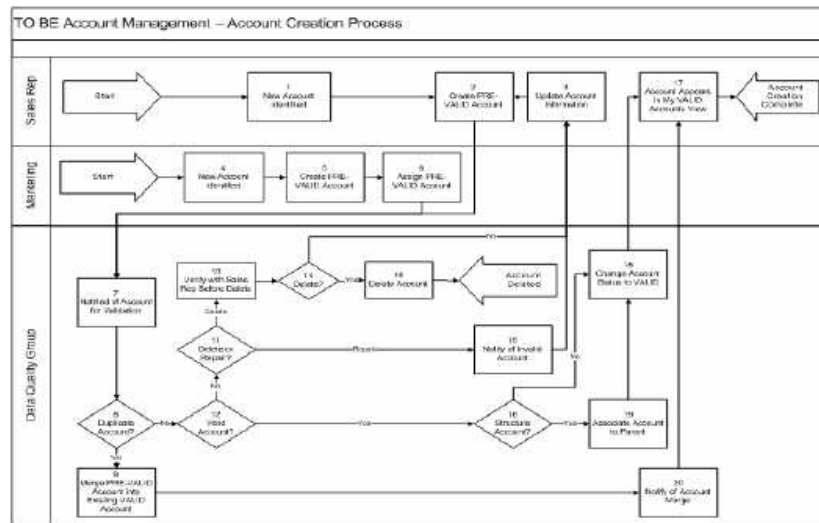 TO BE Account Management – Account Creation Process
Sales Rep
Start
1
New Account
Identified
Create PRE-
VALID Account
Update Account
Information
17
Account Appears
In My VALID
Accounts View
Account
Creation
Complete
Marketing
Start
4
New Account
Identified
5
Create PRE-
VALID Account
6
Assign PRE-
VALID Account
Data Quality Group
7
Notified of Account
for Validation
13
Verify with Sales
Rep Before Delete
Delete?
Yes
Delete Account
Account
Deleted
No
Change Account
Status to VALID
Delete
11
Delete or
Repair?
Repair
15
Notify of Invalid
Account
No
No
8
Duplicate
Account?
No
12
Valid
Account?
Yes
16
Structure
Account?
Yes
19
Associate Account
to Parent
Yes
9
Merge PRE-VALID
Account into
Existing VALID
Account
20
Notify of Account
Merge